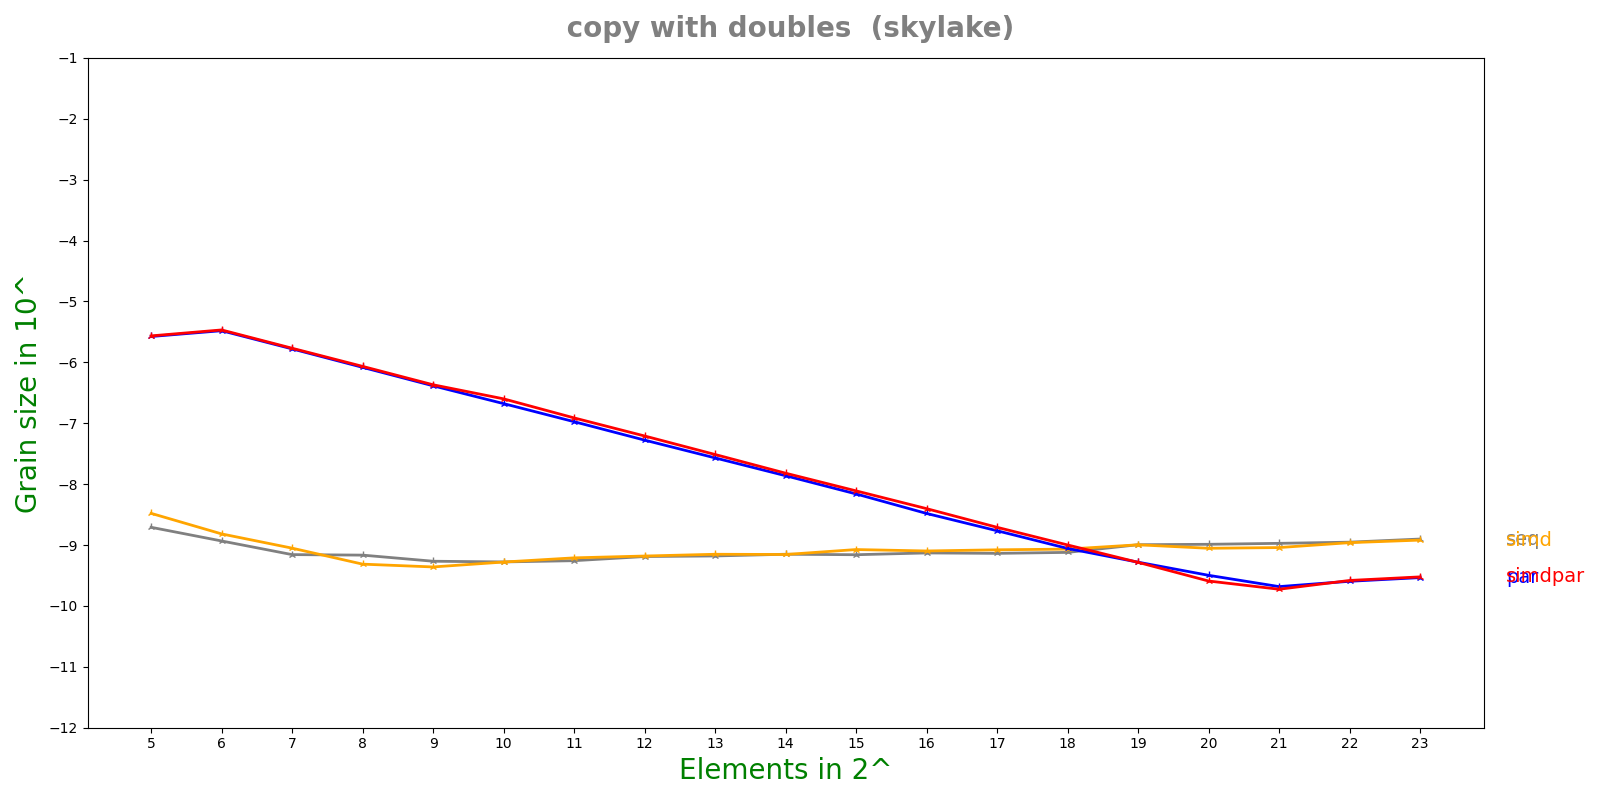 copy with doubles (skylake)
−1
−2
−3
−4
−5
−6
−7
−8
−9
−10
−11
−12
Grain size in 10^
5 6 7 8 9 10 11 12 13 14 15 16 17 18 19 20 21 22 23
Elements in 2^
seq
simdpar
par